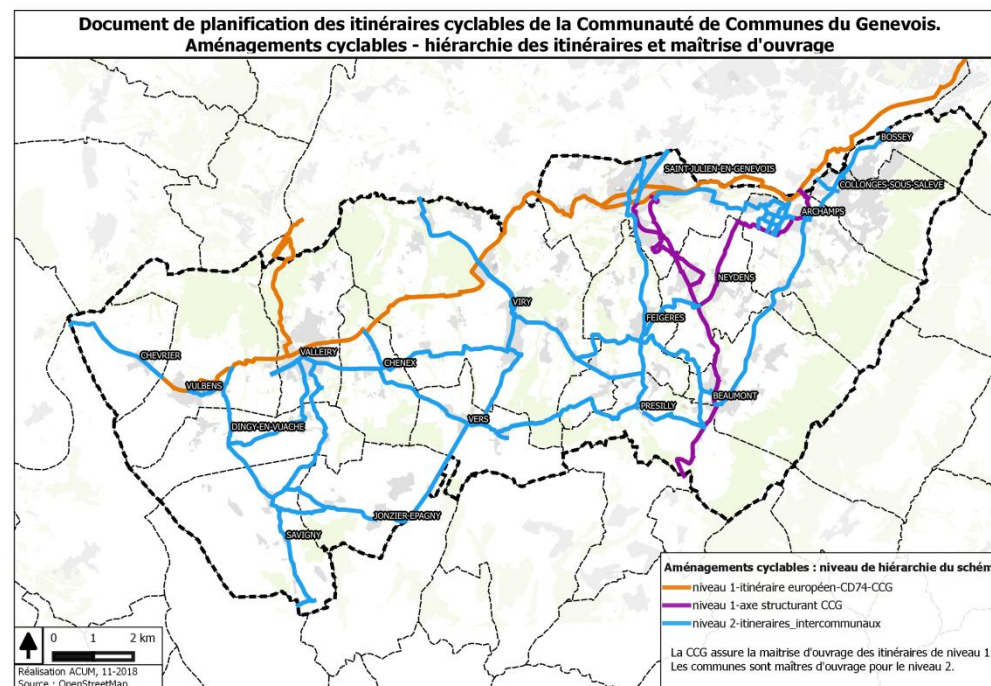 Document de planification des itinéraires cyclables de la Communauté de Communes du Genevois.
Aménagements cyclables - hiérarchie des itinéraires et maîtrise d'ouvrage
BOSSEY
SAINT-JULIEN-EN-GENEVOIS
COLLONGES-SOUS-SALEVE
ARCHAMPS
NEYDENS
VIRY
FEIGERES
VALLEIRY
CHEVRIER
CHENEX
VULBENS
BEAUMONT
PRESILLY
VERS
DINGY-EN-VUACHE
JONZIER-EPAGNY
SAVIGNY
Aménagements cyclables : niveau de hiérarchie du schém
niveau 1-itinéraire européen-CD74-CCG
niveau 1-axe structurant CCG
niveau 2-itineraires_intercommunaux
La CCG assure la maitrise d'ouvrage des itinéraires de niveau 1.
Les communes sont maîtres d'ouvrage pour le niveau 2.
0 1 2 km
Réalisation ACUM, 11-2018
Source : OpenStreetMap